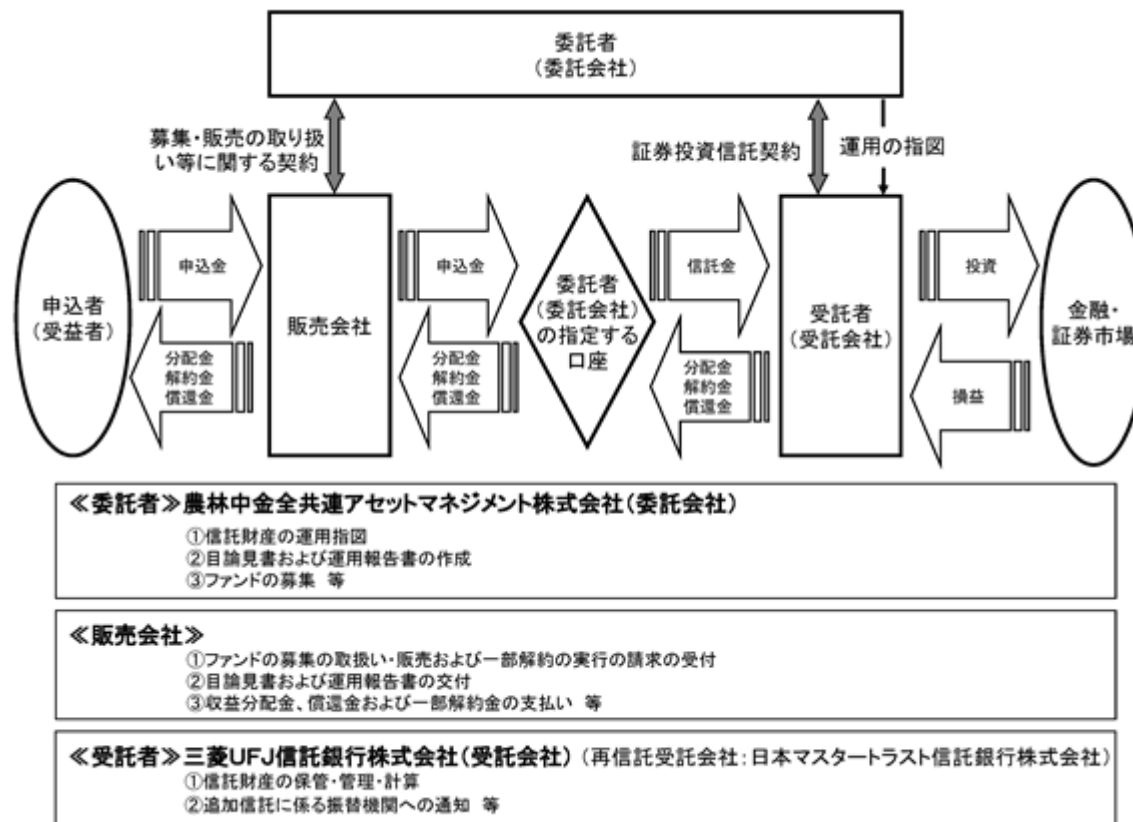 委託者
(委託会社)
募集・販売の取り扱
い等に関する契約
証券投資信託契約
運用の指図
申込者
(受益者)
申込金
分配金
解約金
償還金
販売会社
申込金
分配金
解約金
償還金
委託者
(委託会社)
の指定する
口座
信託金
分配金
解約金
償還金
受託者
(受託会社)
投資
損益
金融・
証券市場
≪委託者≫農林中金全共連アセットマネジメント株式会社(委託会社)
①信託財産の運用指図
②目論見書および運用報告書の作成
③ファンドの募集 等
≪販売会社≫
①ファンドの募集の取扱い・販売および一部解約の実行の請求の受付
②目論見書および運用報告書の交付
③収益分配金、償還金および一部解約金の支払い 等
≪受託者≫三菱UFJ信託銀行株式会社(受託会社) (再信託受託会社:日本マスタートラスト信託銀行株式会社)
①信託財産の保管・管理・計算
②追加信託に係る振替機関への通知 等